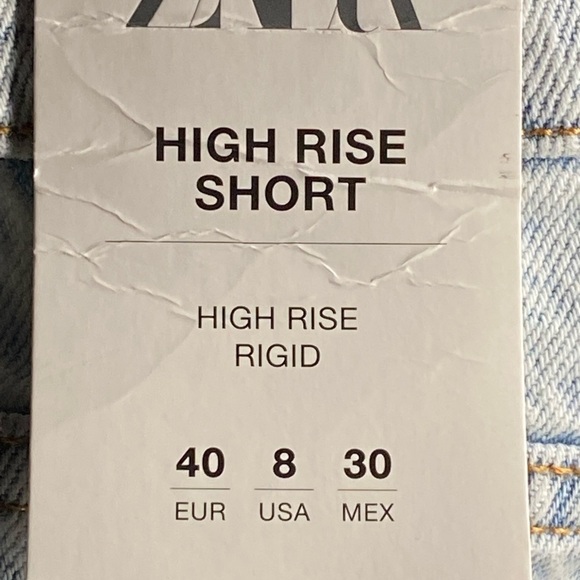 HIGH RISE
SHORT
HIGH RISE
RIGID
40 8 30
EUR USA MEX